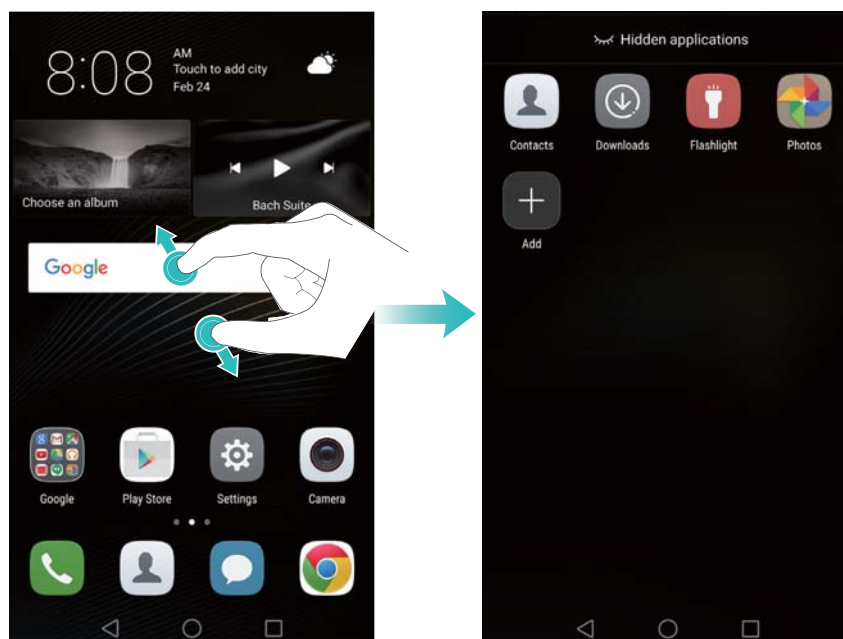 8:08
AM
Touch to add city
Feb 24
Choose an album
Bach Suite
Google
Google
Play Store
Settings
Camera
Hidden applications
Contacts
Downloads
Flashlight
Photos
Add